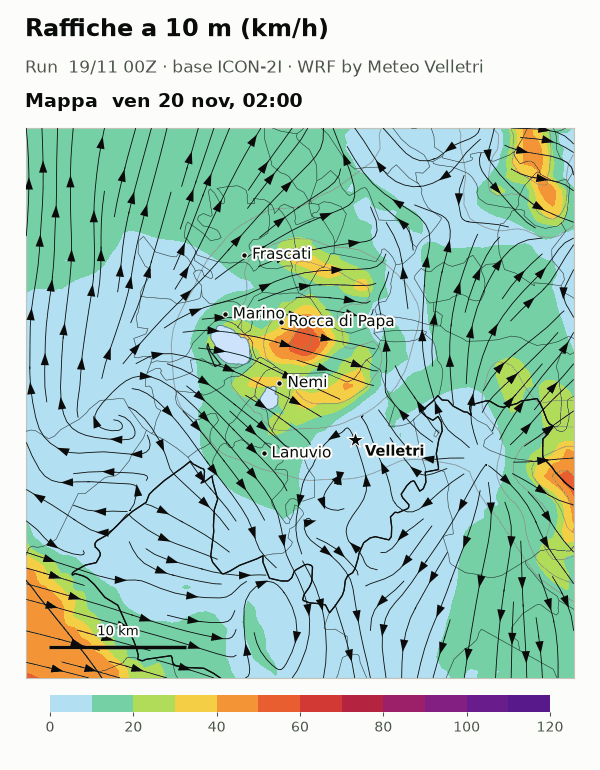 Raffiche a 10 m (km/h)
Run  19/11 00Z · base ICON-2I · WRF by Meteo Velletri
Mappa  ven 20 nov, 02:00
Frascati
Marino
Rocca di Papa
Nemi
Velletri
Lanuvio
10 km
0 20 40 60 80 100 120